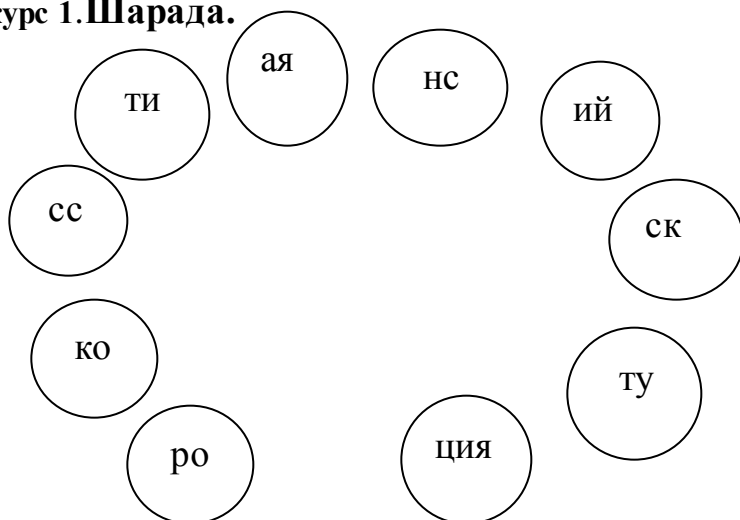 курс 1.Шарада.
ая
нс
ти
ий
сс
ск
ко
ту
ция
ро